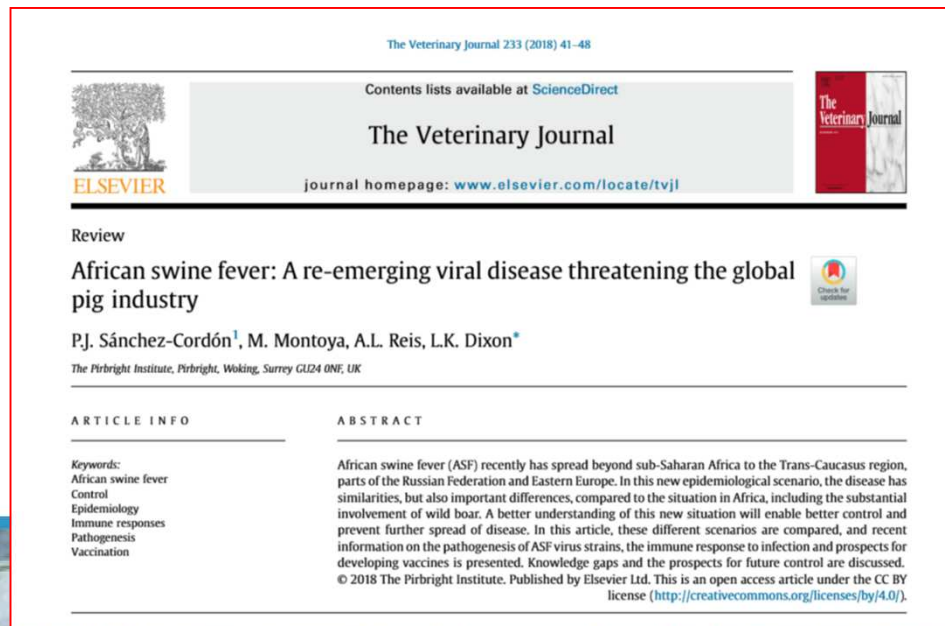 The Veterinary Journal 233 (2018) 41–48
Contents lists available at ScienceDirect
The Veterinary Journal
journal homepage: www.elsevier.com/locate/tvjl
ELSEVIER
The
Veterinary Journal
Review
African swine fever: A re-emerging viral disease threatening the global
pig industry
Check for
updates
P.J. Sánchez-Cordón1, M. Montoya, A.L. Reis, L.K. Dixon*
The Pirbright Institute, Pirbright, Woking, Surrey GU24 0NF, UK
ARTICLE INFO
Keywords:
African swine fever
Control
Epidemiology
Immune responses
Pathogenesis
Vaccination
ABSTRACT
African swine fever (ASF) recently has spread beyond sub-Saharan Africa to the Trans-Caucasus region,
parts of the Russian Federation and Eastern Europe. In this new epidemiological scenario, the disease has
similarities, but also important differences, compared to the situation in Africa, including the substantial
involvement of wild boar. A better understanding of this new situation will enable better control and
prevent further spread of disease. In this article, these different scenarios are compared, and recent
information on the pathogenesis of ASF virus strains, the immune response to infection and prospects for
developing vaccines is presented. Knowledge gaps and the prospects for future control are discussed.
© 2018 The Pirbright Institute. Published by Elsevier Ltd. This is an open access article under the CC BY
license (http://creativecommons.org/licenses/by/4.0/).